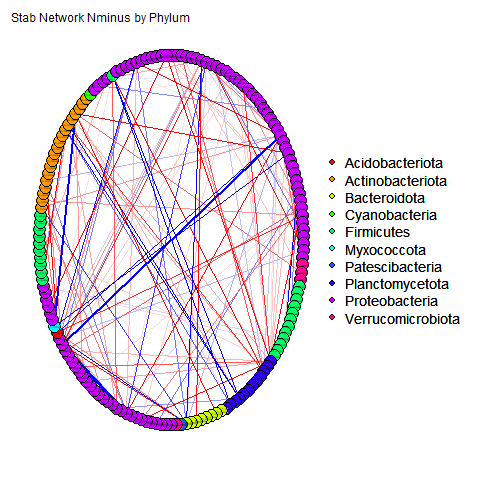 Stab Network Nminus by Phylum
Acidobacteriota
Actinobacteriota
Bacteroidota
Cyanobacteria
Firmicutes
Myxococcota
Patescibacteria
Planctomycetota
Proteobacteria
Verrucomicrobiota